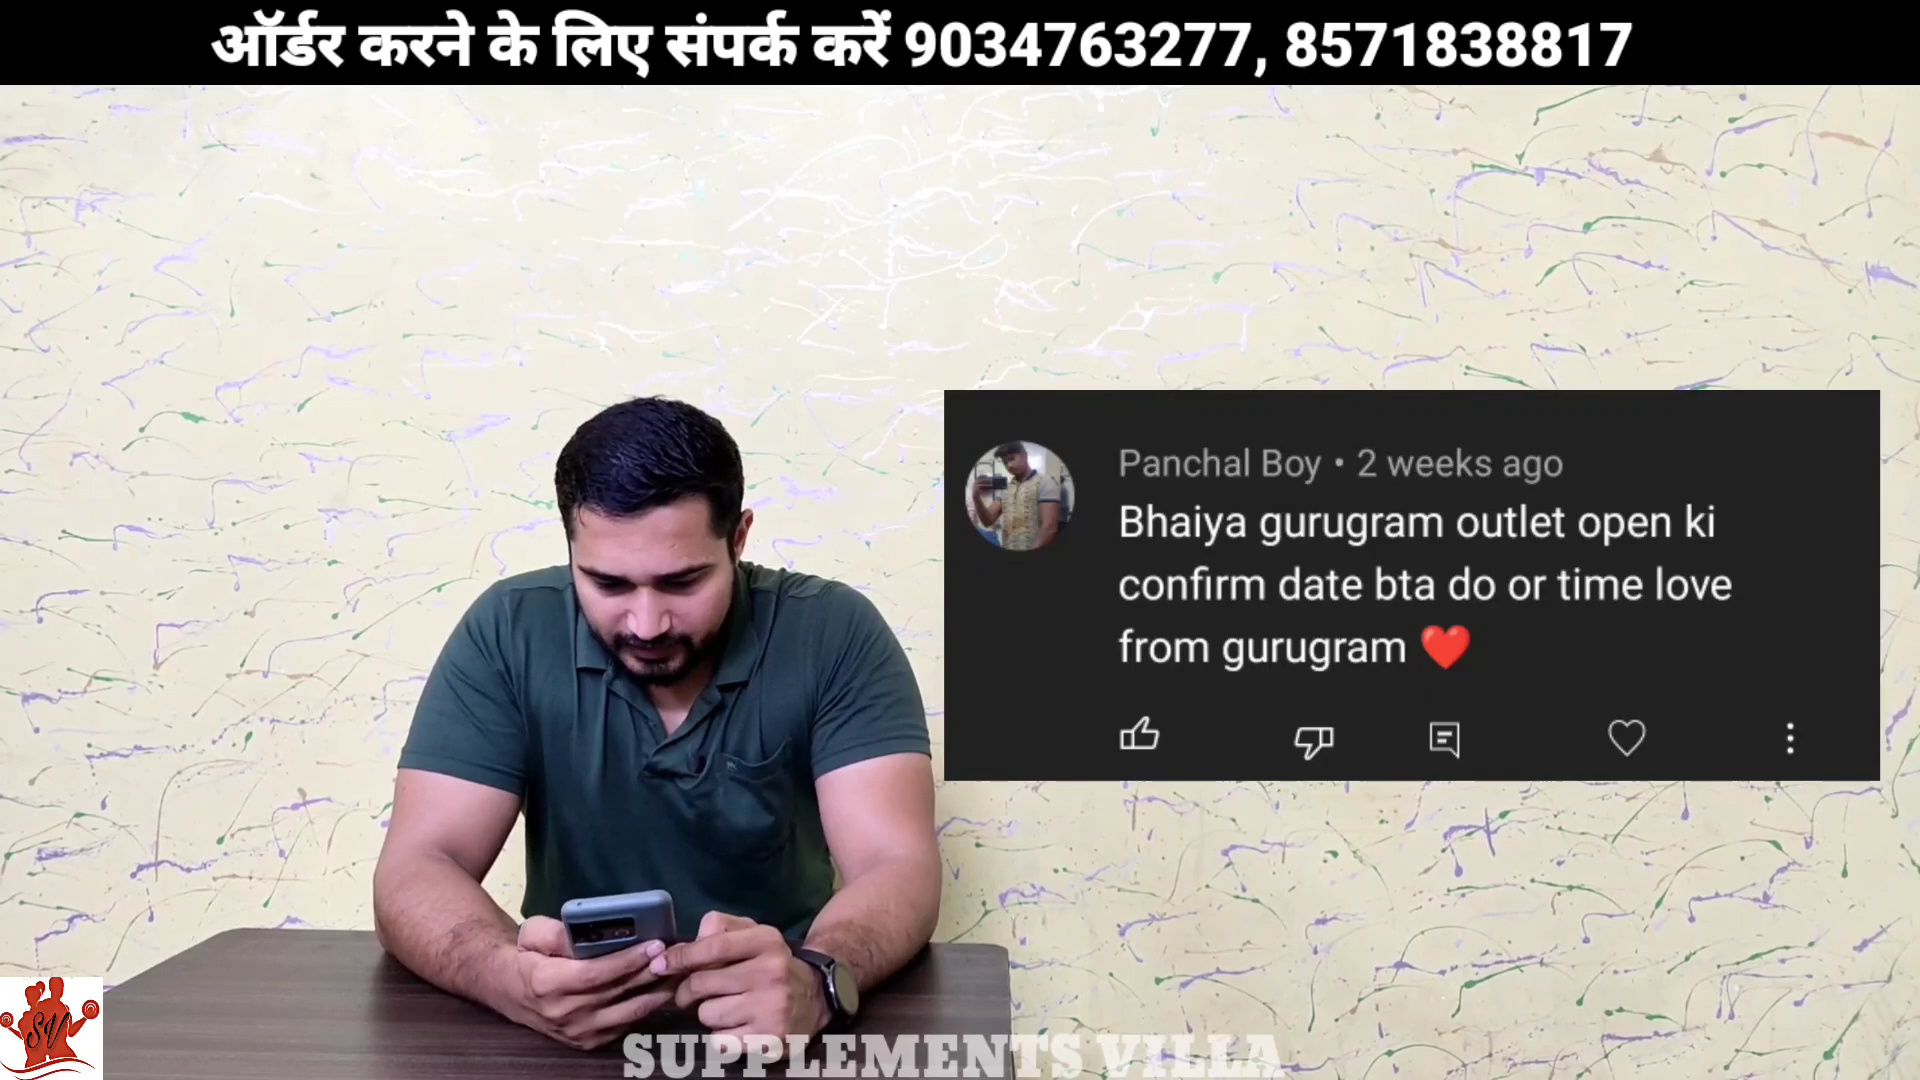 ऑर्डर करने के लिए संपर्क करें 9034763277, 8571838817
Panchal Boy • 2 weeks ago
Bhaiya gurugram outlet open ki
confirm date bta do or time love
from gurugram ❤️
SV
SUPPLEMENTS VILLA